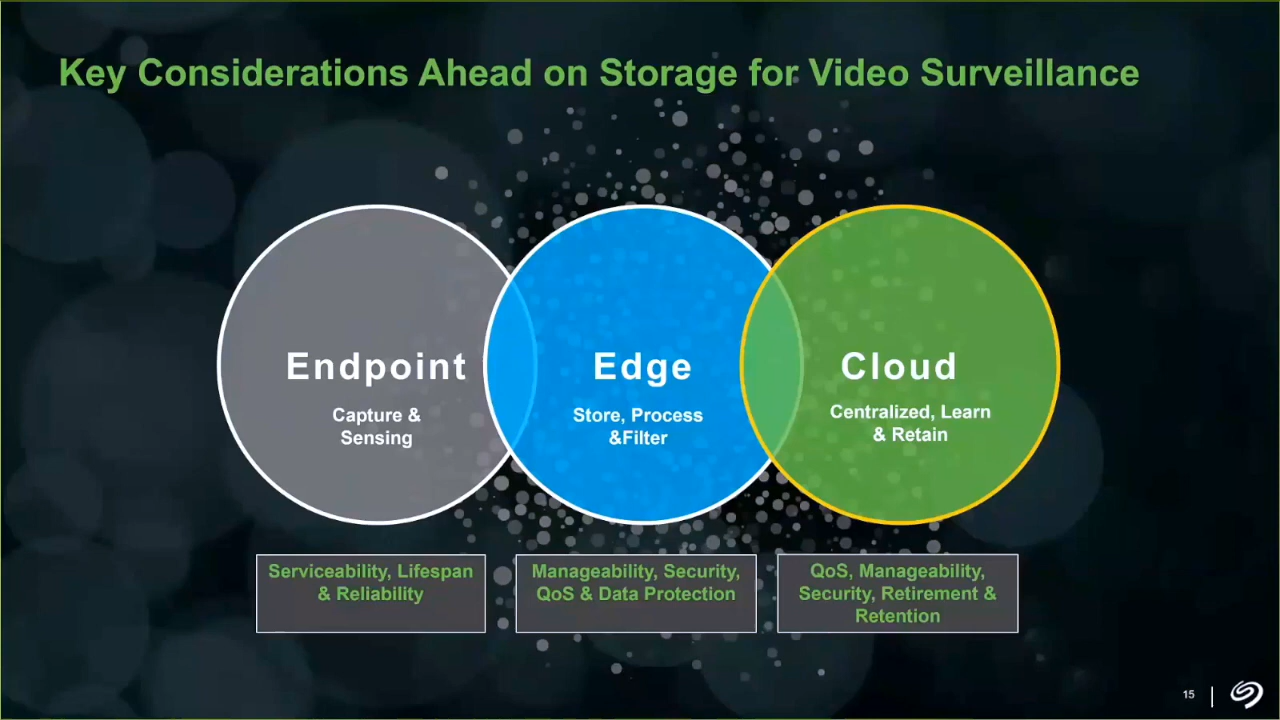 Key Considerations Ahead on Storage for Video Surveillance
Endpoint
Capture &
Sensing
Edge
Store, Process
&Filter
Cloud
Centralized, Learn
& Retain
Serviceability, Lifespan
& Reliability
Manageability, Security,
QoS & Data Protection
QoS, Manageability,
Security, Retirement &
Retention
15